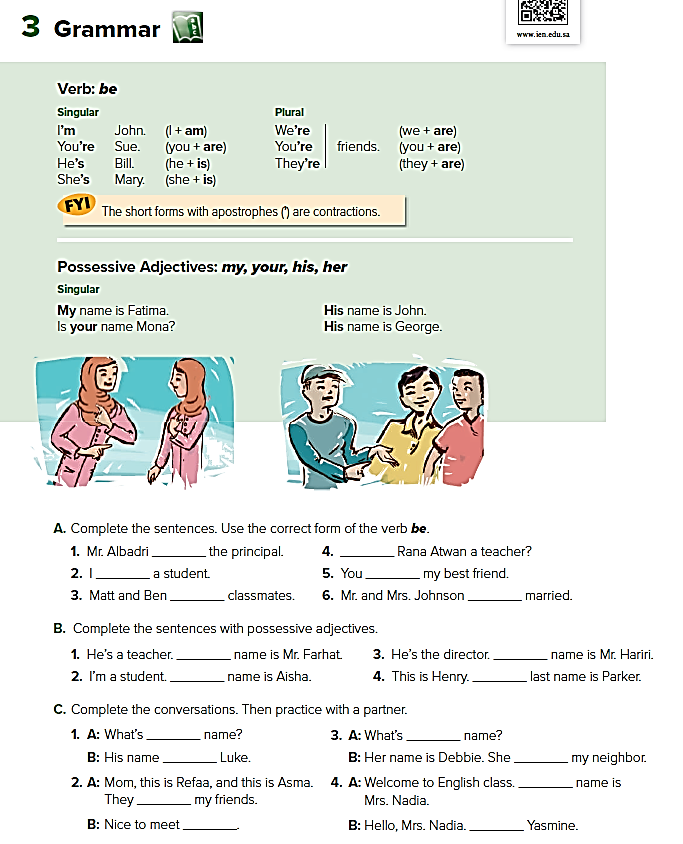 3 Grammar
www.ien.edu.sa
Verb: be
Singular
I'm John. (I + am)
You're Sue. (you + are)
He's Bill. (he + is)
She's Mary. (she + is)
Plural
We're (we + are)
You're friends. (you + are)
They're (they + are)
FYI The short forms with apostrophes (') are contractions.
Possessive Adjectives: my, your, his, her
Singular
My name is Fatima.
Is your name Mona?
His name is John.
His name is George.
A. Complete the sentences. Use the correct form of the verb be.
1. Mr. Albadri ________ the principal.
2. I ________ a student.
3. Matt and Ben ________ classmates.
4. ________ Rana Atwan a teacher?
5. You ________ my best friend.
6. Mr. and Mrs. Johnson ________ married.
B. Complete the sentences with possessive adjectives.
1. He's a teacher. ________ name is Mr. Farhat.
2. I'm a student. ________ name is Aisha.
3. He's the director. ________ name is Mr. Hariri.
4. This is Henry. ________ last name is Parker.
C. Complete the conversations. Then practice with a partner.
1. A: What's ________ name?
B: His name ________ Luke.
2. A: Mom, this is Refaa, and this is Asma.
They ________ my friends.
B: Nice to meet ________.
3. A: What's ________ name?
B: Her name is Debbie. She ________ my neighbor.
4. A: Welcome to English class. ________ name is
Mrs. Nadia.
B: Hello, Mrs. Nadia. ________ Yasmine.